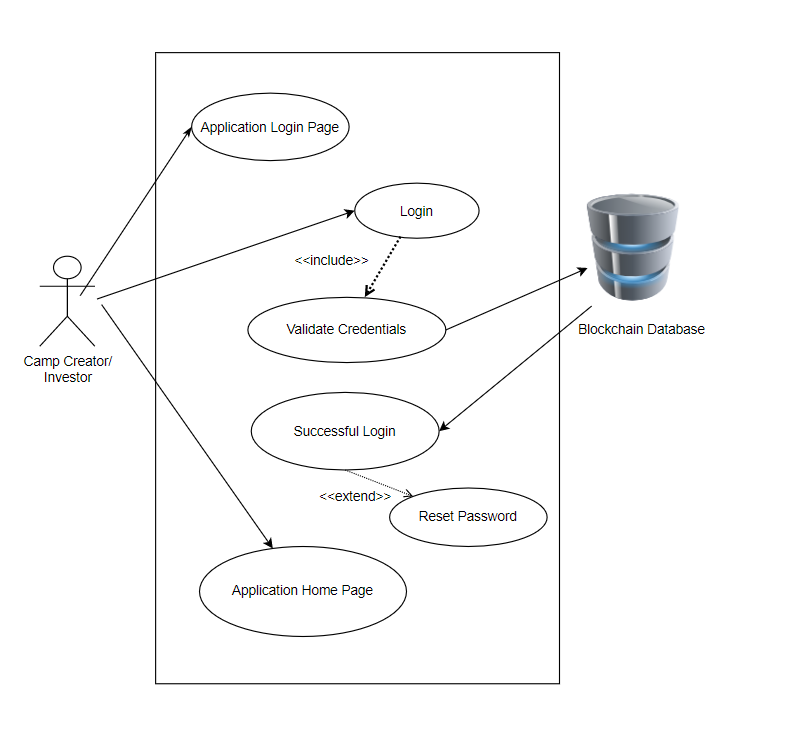 Application Login Page
Login
<<include>>
Validate Credentials
Blockchain Database
Camp Creator/
Investor
Successful Login
<<extend>>
Reset Password
Application Home Page